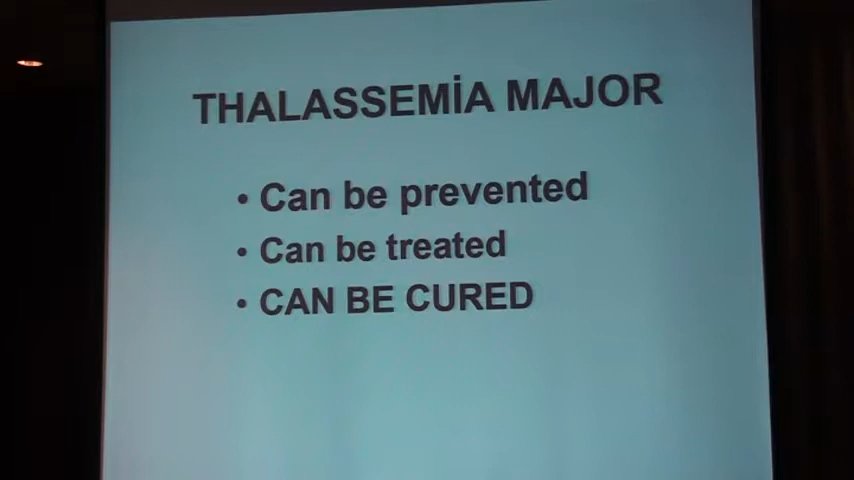 THALASSEMİA MAJOR
• Can be prevented
• Can be treated
• CAN BE CURED